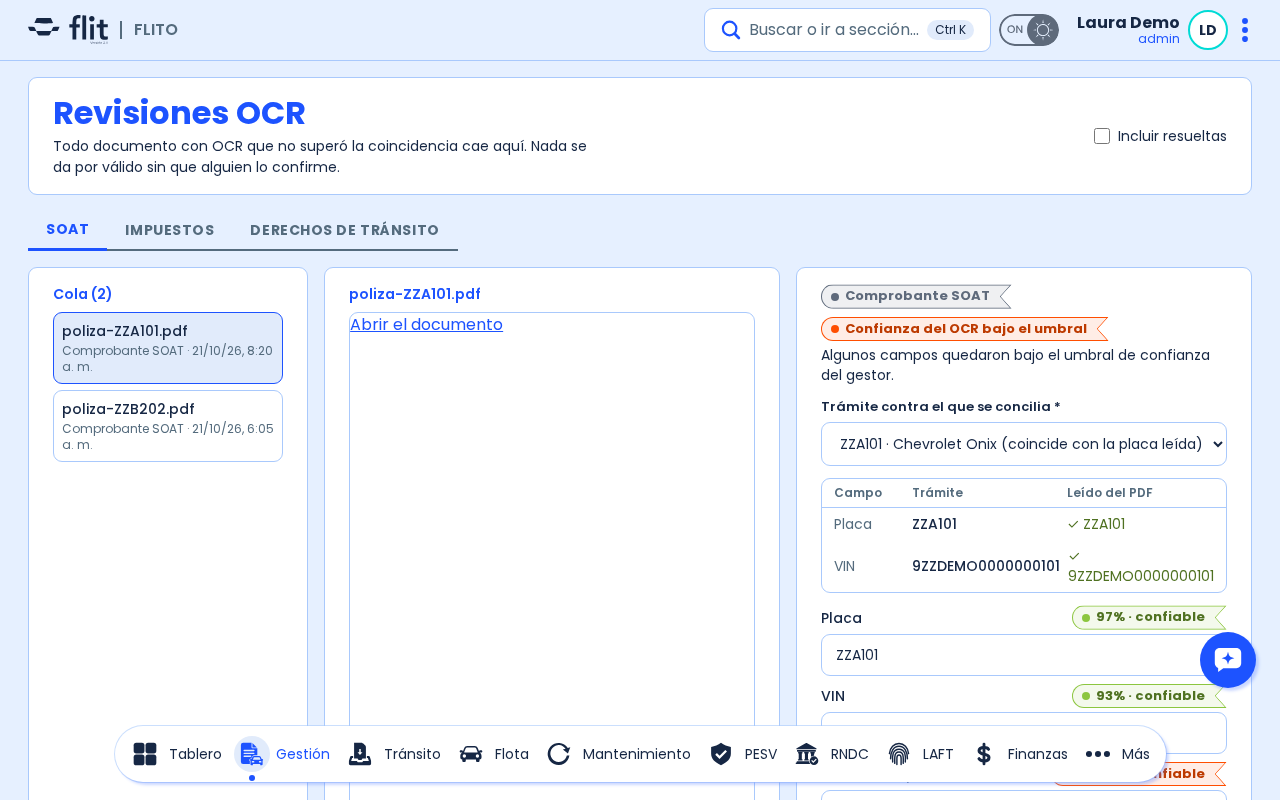 flit
FLITO
Buscar o ir a sección...
Ctrl K
ON
Laura Demo
admin
LD
Revisiones OCR
Todo documento con OCR que no superó la coincidencia cae aquí. Nada se
da por válido sin que alguien lo confirme.
Incluir resueltas
SOAT
IMPUESTOS
DERECHOS DE TRÁNSITO
Cola (2)
poliza-ZZA101.pdf
Comprobante SOAT · 21/10/26, 8:20
a. m.
poliza-ZZB202.pdf
Comprobante SOAT · 21/10/26, 6:05
a. m.
poliza-ZZA101.pdf
Abrir el documento
Comprobante SOAT
Confianza del OCR bajo el umbral
Algunos campos quedaron bajo el umbral de confianza
del gestor.
Trámite contra el que se concilia *
ZZA101 · Chevrolet Onix (coincide con la placa leída)
Campo Trámite Leído del PDF
Placa ZZA101 ✓ ZZA101
VIN 9ZZDEMO0000000101 ✓
9ZZDEMO0000000101
Placa
97% · confiable
ZZA101
VIN
93% · confiable
Tablero
Gestión
Tránsito
Flota
Mantenimiento
PESV
RNDC
LAFT
Finanzas
Más